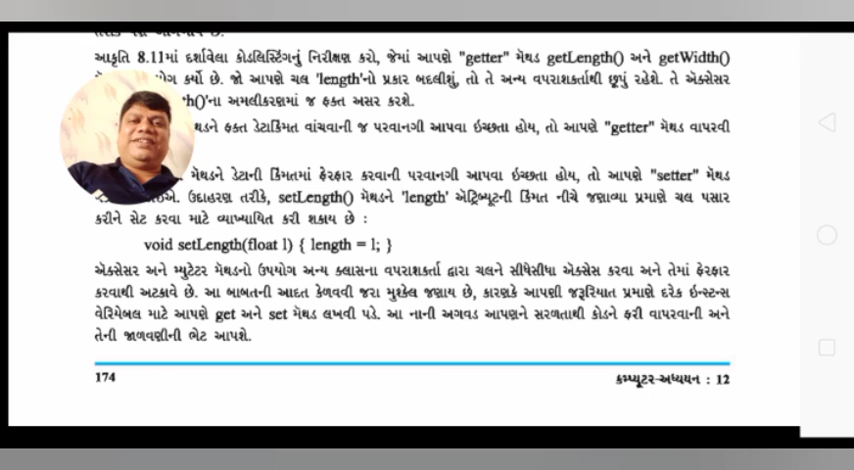 આકૃતિ 8.11માં દર્શાવેલા કોડલિસ્ટિંગનું નિરીક્ષણ કરો, જેમાં આપણે "getter" મૅથડ getLength() અને getWidth()
કર્યો છે. જો આપણે ચલ 'length'નો પ્રકાર બદલીશું, તો તે અન્ય વપરાશકર્તાથી છૂપું રહેશે. તે ઍક્સેસર
અમલીકરણમાં જ ફક્ત અસર કરશે.
ફક્ત ડેટાકિંમત વાંચવાની જ પરવાનગી આપવા ઇચ્છતા હોય, તો આપણે "getter" મૅથડ વાપરવી
મૅથડને ડેટાની કિંમતમાં ફેરફાર કરવાની પરવાનગી આપવા ઇચ્છતા હોય, તો આપણે "setter" મૅથડ
ઉદાહરણ તરીકે, setLength() મૅથડને 'length' ઍટ્રિબ્યૂટની કિંમત નીચે જણાવ્યા પ્રમાણે ચલ પસાર
કરીને સેટ કરવા માટે વ્યાખ્યાયિત કરી શકાય છે :
void setLength(float l) { length = l; }
ઍક્સેસર અને મ્યુટેટર મૅથડનો ઉપયોગ અન્ય ક્લાસના વપરાશકર્તા દ્વારા ચલને સીધેસીધા ઍક્સેસ કરવા અને તેમાં ફેરફાર
કરવાથી અટકાવે છે. આ બાબતની આદત કેળવવી જરા મુશ્કેલ જણાય છે, કારણકે આપણી જરૂરિયાત પ્રમાણે દરેક ઇન્સ્ટન્સ
વેરિયેબલ માટે આપણે get અને set મૅથડ લખવી પડે. આ નાની અગવડ આપણને સરળતાથી કોડને ફરી વાપરવાની અને
તેની જાળવણીની ભેટ આપશે.
174
કમ્પ્યૂટર-અધ્યયન : 12